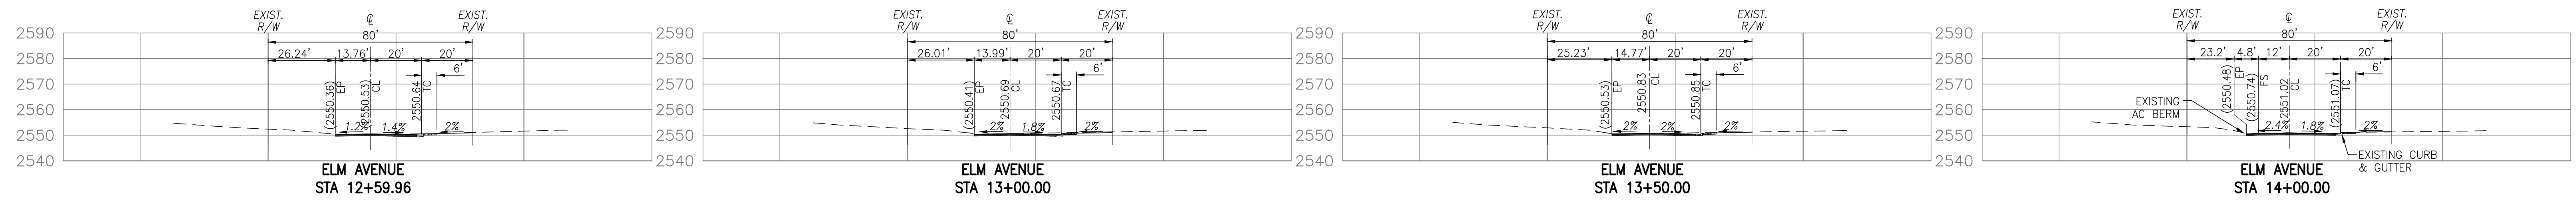 EXIST.
R/W
℄
EXIST.
R/W
2590
2580
2570
2560
2550
2540
80'
26.24'
13.76'
20'
20'
6'
(2550.36)
EP
(2550.53)
CL
2550.64
TC
1.2%
1.4%
2%
ELM AVENUE
STA 12+59.96
EXIST.
R/W
℄
EXIST.
R/W
2590
2580
2570
2560
2550
2540
80'
26.01'
13.99'
20'
20'
6'
(2550.41)
EP
2550.69
CL
2550.67
TC
2%
1.8%
2%
ELM AVENUE
STA 13+00.00
EXIST.
R/W
℄
EXIST.
R/W
2590
2580
2570
2560
2550
2540
80'
25.23'
14.77'
20'
20'
6'
(2550.53)
EP
2550.83
CL
2550.85
TC
2%
2%
2%
ELM AVENUE
STA 13+50.00
EXIST.
R/W
℄
EXIST.
R/W
2590
2580
2570
2560
2550
2540
80'
23.2'
4.8'
12'
20'
20'
6'
(2550.48)
EP
(2550.74)
FS
2551.02
CL
(2551.07)
TC
EXISTING
AC BERM
2.4%
1.8%
2%
EXISTING CURB
& GUTTER
ELM AVENUE
STA 14+00.00